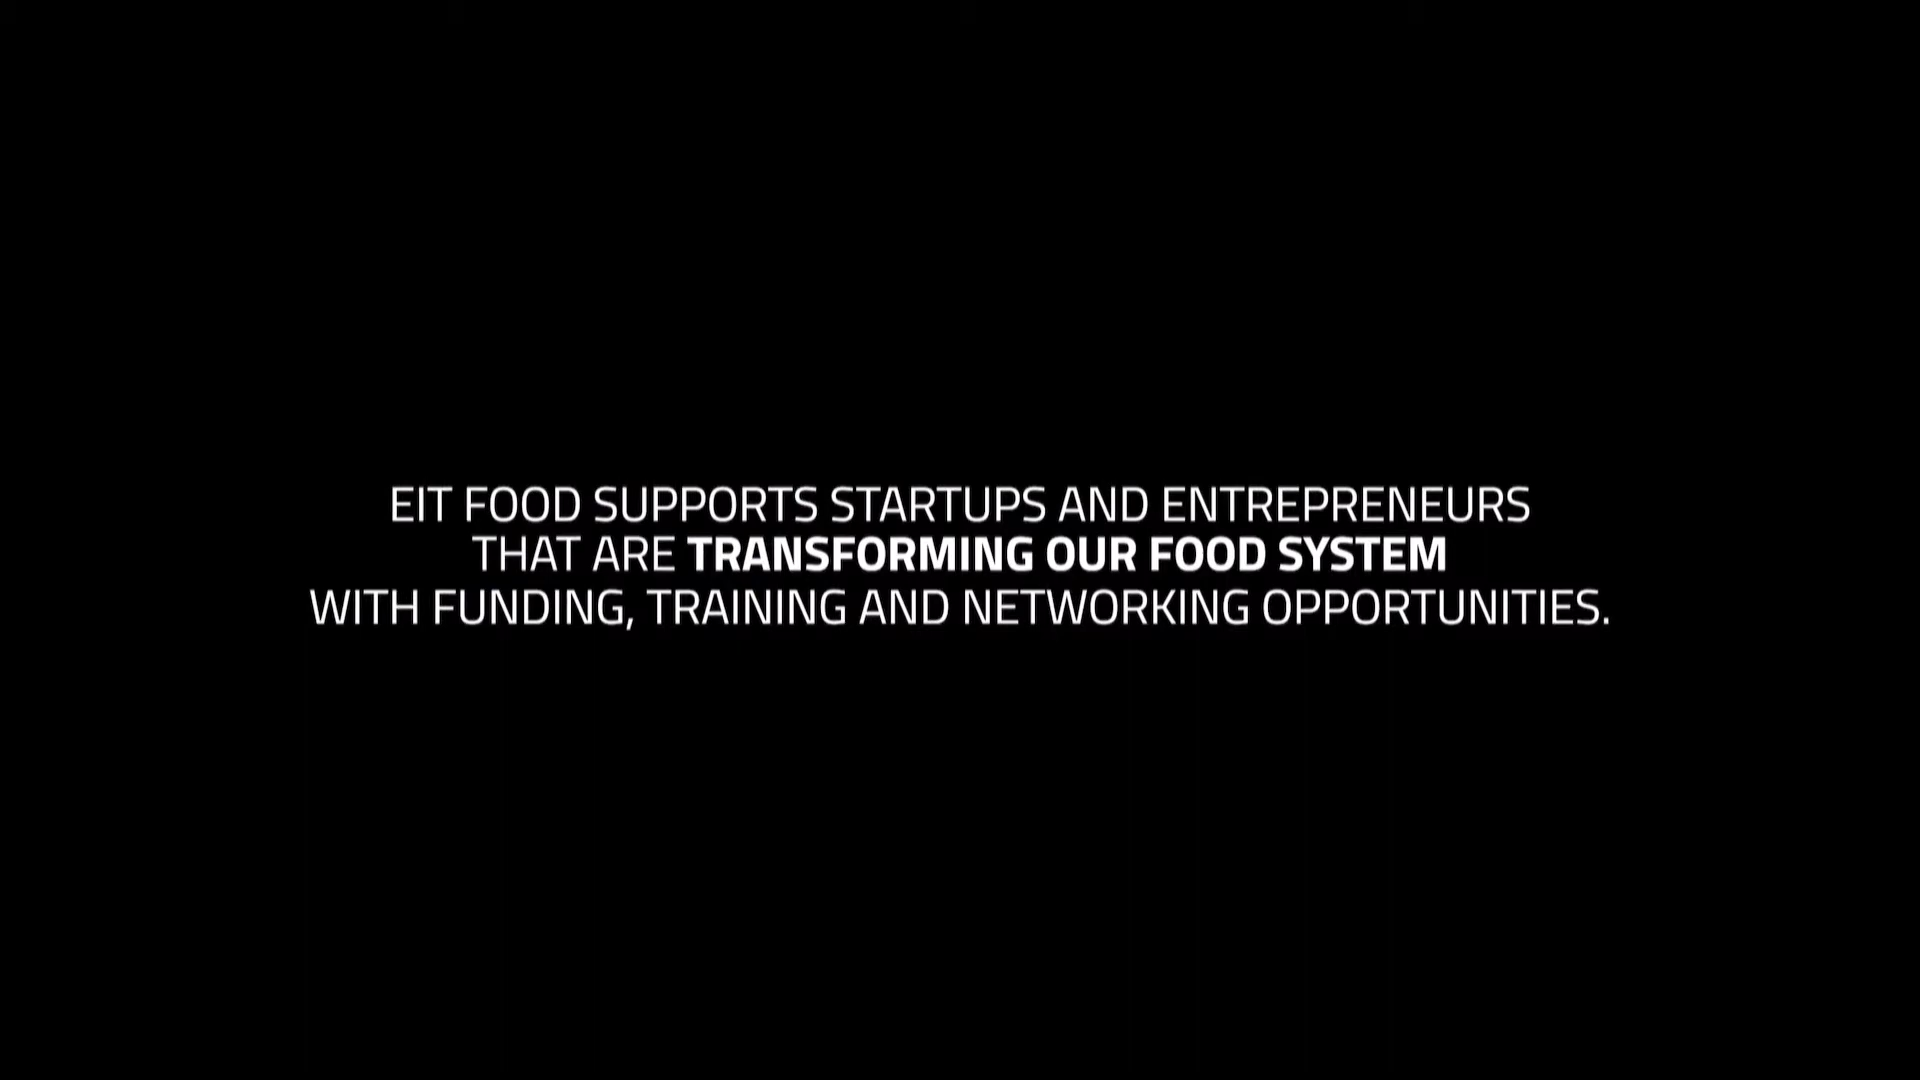 EIT FOOD SUPPORTS STARTUPS AND ENTREPRENEURS
THAT ARE TRANSFORMING OUR FOOD SYSTEM
WITH FUNDING, TRAINING AND NETWORKING OPPORTUNITIES.